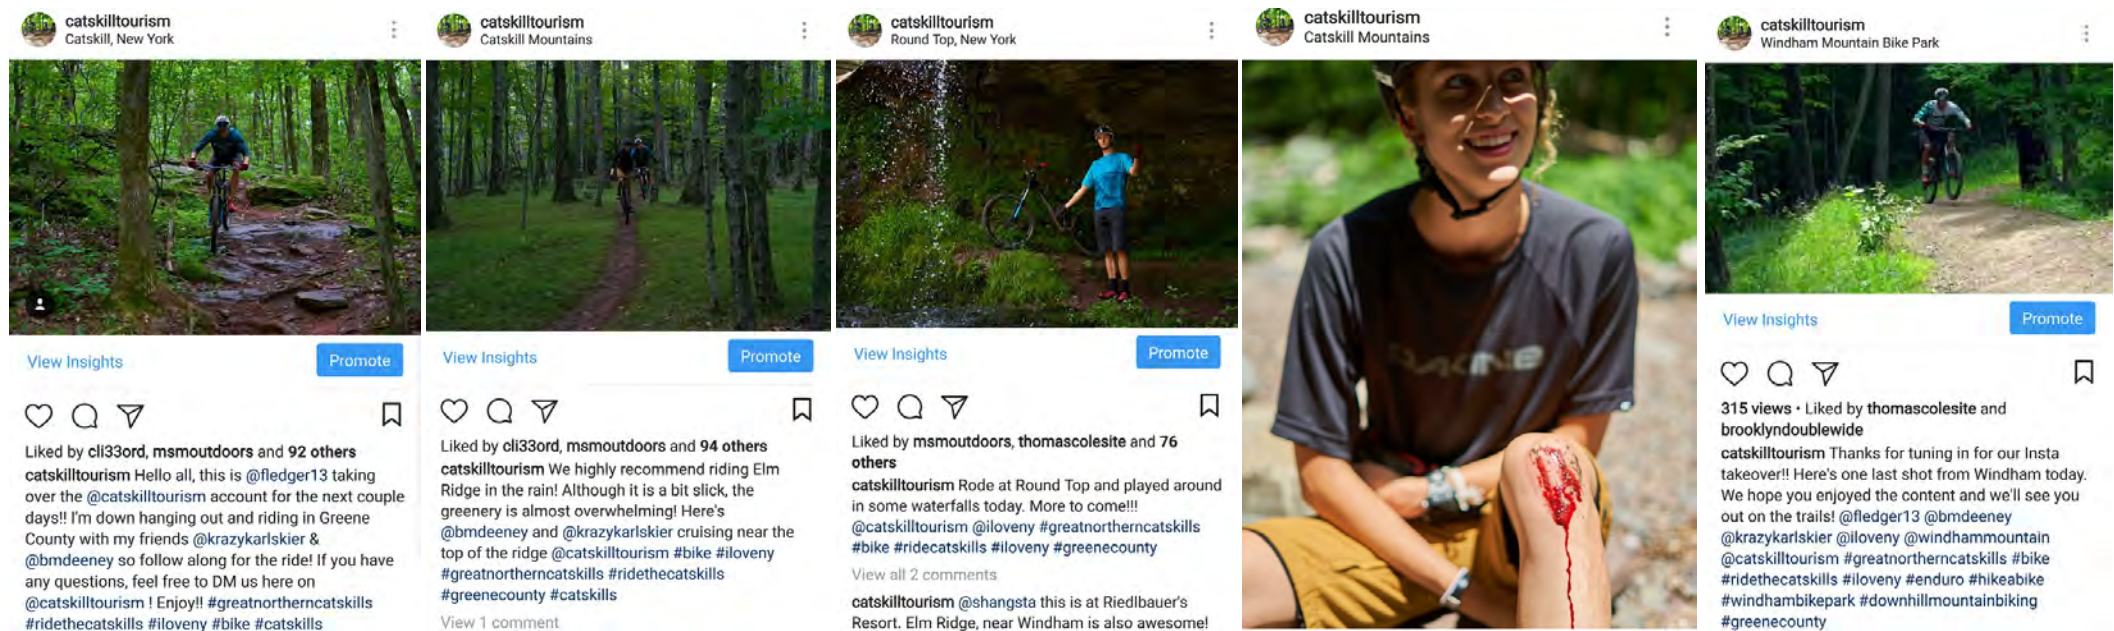 catskilltourism
Catskill, New York
View Insights
Promote
Liked by cli33ord, msmoutdoors and 92 others
catskilltourism Hello all, this is @fledger13 taking
over the @catskilltourism account for the next couple
days!! I'm down hanging out and riding in Greene
County with my friends @krazykarlskier &
@bmdeeney so follow along for the ride! If you have
any questions, feel free to DM us here on
@catskilltourism ! Enjoy!! #greatnortherncatskills
#ridethecatskills #iloveny #bike #catskills
catskilltourism
Catskill Mountains
View Insights
Promote
Liked by cli33ord, msmoutdoors and 94 others
catskilltourism We highly recommend riding Elm
Ridge in the rain! Although it is a bit slick, the
greenery is almost overwhelming! Here's
@bmdeeney and @krazykarlskier cruising near the
top of the ridge @catskilltourism #bike #iloveny
#greatnortherncatskills #ridethecatskills
#greenecounty #catskills
View 1 comment
catskilltourism
Round Top, New York
View Insights
Promote
Liked by msmoutdoors, thomascolesite and 76
others
catskilltourism Rode at Round Top and played around
in some waterfalls today. More to come!!!
@catskilltourism @iloveny #greatnortherncatskills
#bike #ridecatskills #iloveny #greenecounty
View all 2 comments
catskilltourism @shangsta this is at Riedlbauer's
Resort. Elm Ridge, near Windham is also awesome!
catskilltourism
Catskill Mountains
DAKINE
catskilltourism
Windham Mountain Bike Park
View Insights
Promote
315 views • Liked by thomascolesite and
brooklyndoublewide
catskilltourism Thanks for tuning in for our Insta
takeover!! Here's one last shot from Windham today.
We hope you enjoyed the content and we'll see you
out on the trails! @fledger13 @bmdeeney
@krazykarlskier @iloveny @windhammountain
@catskilltourism #greatnortherncatskills #bike
#ridethecatskills #iloveny #enduro #hikeabike
#windhambikepark #downhillmountainbiking
#greenecounty